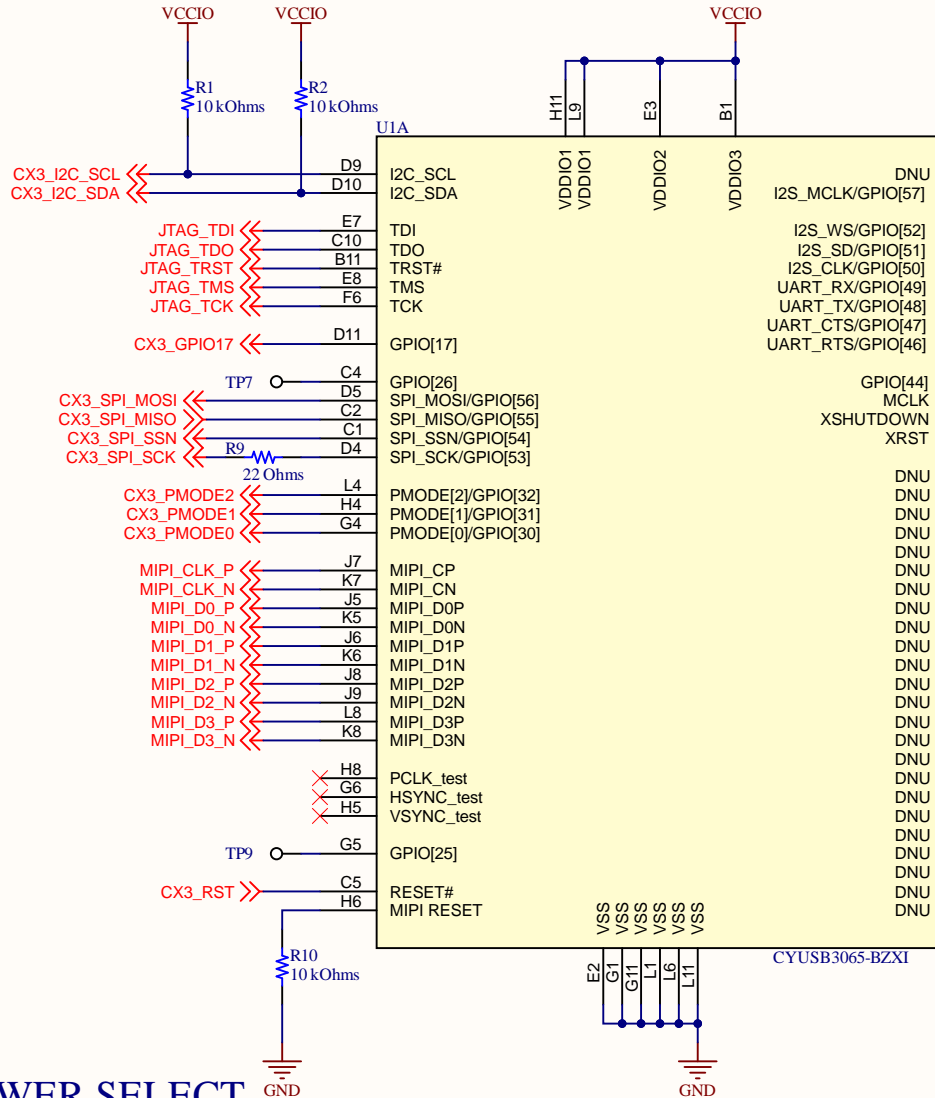 VCCIO VCCIO VCCIO
R1 10 kOhms
R2 10 kOhms
H11 L9 E3 B1
U1A
VDDIO1 VDDIO1 VDDIO2 VDDIO3
CX3_I2C_SCL D9 I2C_SCL DNU
CX3_I2C_SDA D10 I2C_SDA I2S_MCLK/GPIO[57]
JTAG_TDI E7 TDI I2S_WS/GPIO[52]
JTAG_TDO C10 TDO I2S_SD/GPIO[51]
JTAG_TRST B11 TRST# I2S_CLK/GPIO[50]
JTAG_TMS E8 TMS UART_RX/GPIO[49]
JTAG_TCK F6 TCK UART_TX/GPIO[48]
UART_CTS/GPIO[47]
CX3_GPIO17 D11 GPIO[17] UART_RTS/GPIO[46]
TP7 C4 GPIO[26] GPIO[44]
CX3_SPI_MOSI D5 SPI_MOSI/GPIO[56] MCLK
CX3_SPI_MISO C2 SPI_MISO/GPIO[55] XSHUTDOWN
CX3_SPI_SSN C1 SPI_SSN/GPIO[54] XRST
CX3_SPI_SCK R9 22 Ohms D4 SPI_SCK/GPIO[53]
DNU
CX3_PMODE2 L4 PMODE[2]/GPIO[32] DNU
CX3_PMODE1 H4 PMODE[1]/GPIO[31] DNU
CX3_PMODE0 G4 PMODE[0]/GPIO[30] DNU
DNU
MIPI_CLK_P J7 MIPI_CP DNU
MIPI_CLK_N K7 MIPI_CN DNU
MIPI_D0_P J5 MIPI_D0P DNU
MIPI_D0_N K5 MIPI_D0N DNU
MIPI_D1_P J6 MIPI_D1P DNU
MIPI_D1_N K6 MIPI_D1N DNU
MIPI_D2_P J8 MIPI_D2P DNU
MIPI_D2_N J9 MIPI_D2N DNU
MIPI_D3_P L8 MIPI_D3P DNU
MIPI_D3_N K8 MIPI_D3N DNU
DNU
H8 PCLK_test DNU
G6 HSYNC_test DNU
H5 VSYNC_test DNU
DNU
TP9 G5 GPIO[25] DNU
DNU
CX3_RST C5 RESET# DNU
H6 MIPI RESET DNU
VSS VSS VSS VSS VSS VSS
CYUSB3065-BZXI
R10 10 kOhms
E2 G1 G11 L1 L6 L11
GND GND
WER SELECT